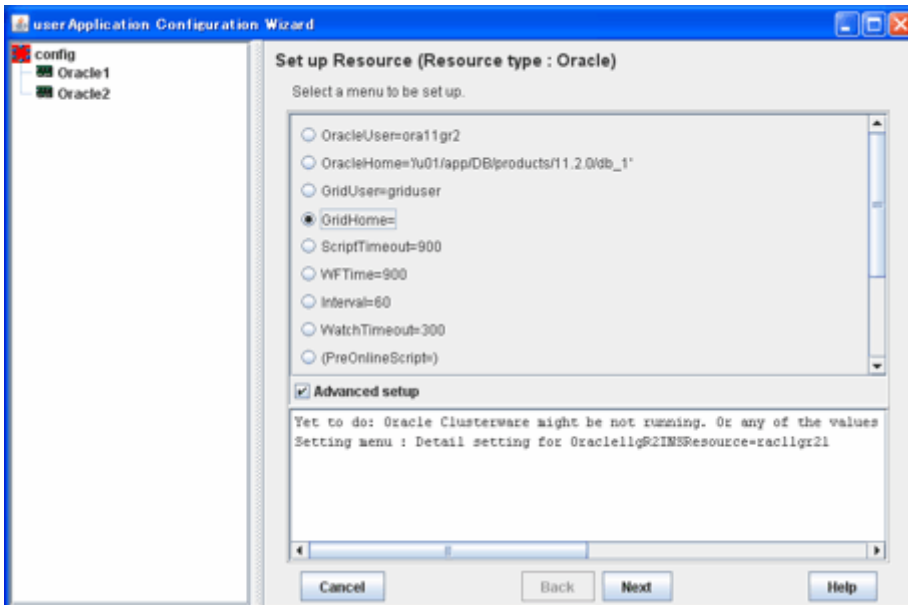 userApplication Configuration Wizard
config
Oracle1
Oracle2
Set up Resource (Resource type : Oracle)
Select a menu to be set up.
OracleUser=ora11gr2
OracleHome='/u01/app/DB/products/11.2.0/db_1'
GridUser=griduser
GridHome=
ScriptTimeout=900
WFTime=900
Interval=60
WatchTimeout=300
(PreOnlineScript=)
Advanced setup
Yet to do: Oracle Clusterware might be not running. Or any of the values
Setting menu : Detail setting for Oracle11gR2INSResource=rac11gr21
Cancel
Back
Next
Help